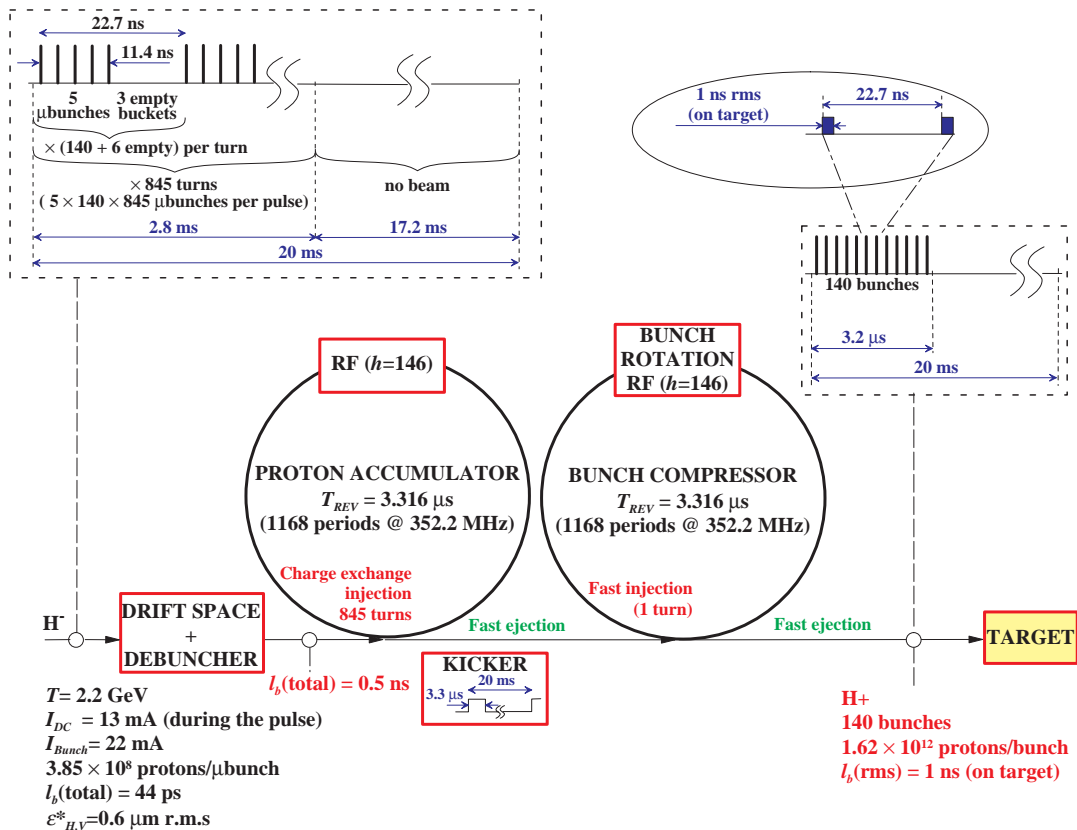 22.7 ns
11.4 ns
5
µbunches
3 empty
buckets
× (140 + 6 empty) per turn
× 845 turns
( 5 × 140 × 845 µbunches per pulse)
no beam
2.8 ms
17.2 ms
20 ms
1 ns rms
(on target)
22.7 ns
140 bunches
3.2 µs
20 ms
RF (h=146)
BUNCH
ROTATION
RF (h=146)
PROTON ACCUMULATOR
T_REV = 3.316 µs
(1168 periods @ 352.2 MHz)
BUNCH COMPRESSOR
T_REV = 3.316 µs
(1168 periods @ 352.2 MHz)
Charge exchange
injection
845 turns
Fast injection
(1 turn)
H-
DRIFT SPACE
+
DEBUNCHER
Fast ejection
Fast ejection
TARGET
l_b(total) = 0.5 ns
KICKER
20 ms
3.3 µs
T= 2.2 GeV
I_DC = 13 mA (during the pulse)
I_Bunch= 22 mA
3.85 × 10⁸ protons/µbunch
l_b(total) = 44 ps
ε*_H,V=0.6 µm r.m.s
H+
140 bunches
1.62 × 10¹² protons/bunch
l_b(rms) = 1 ns (on target)